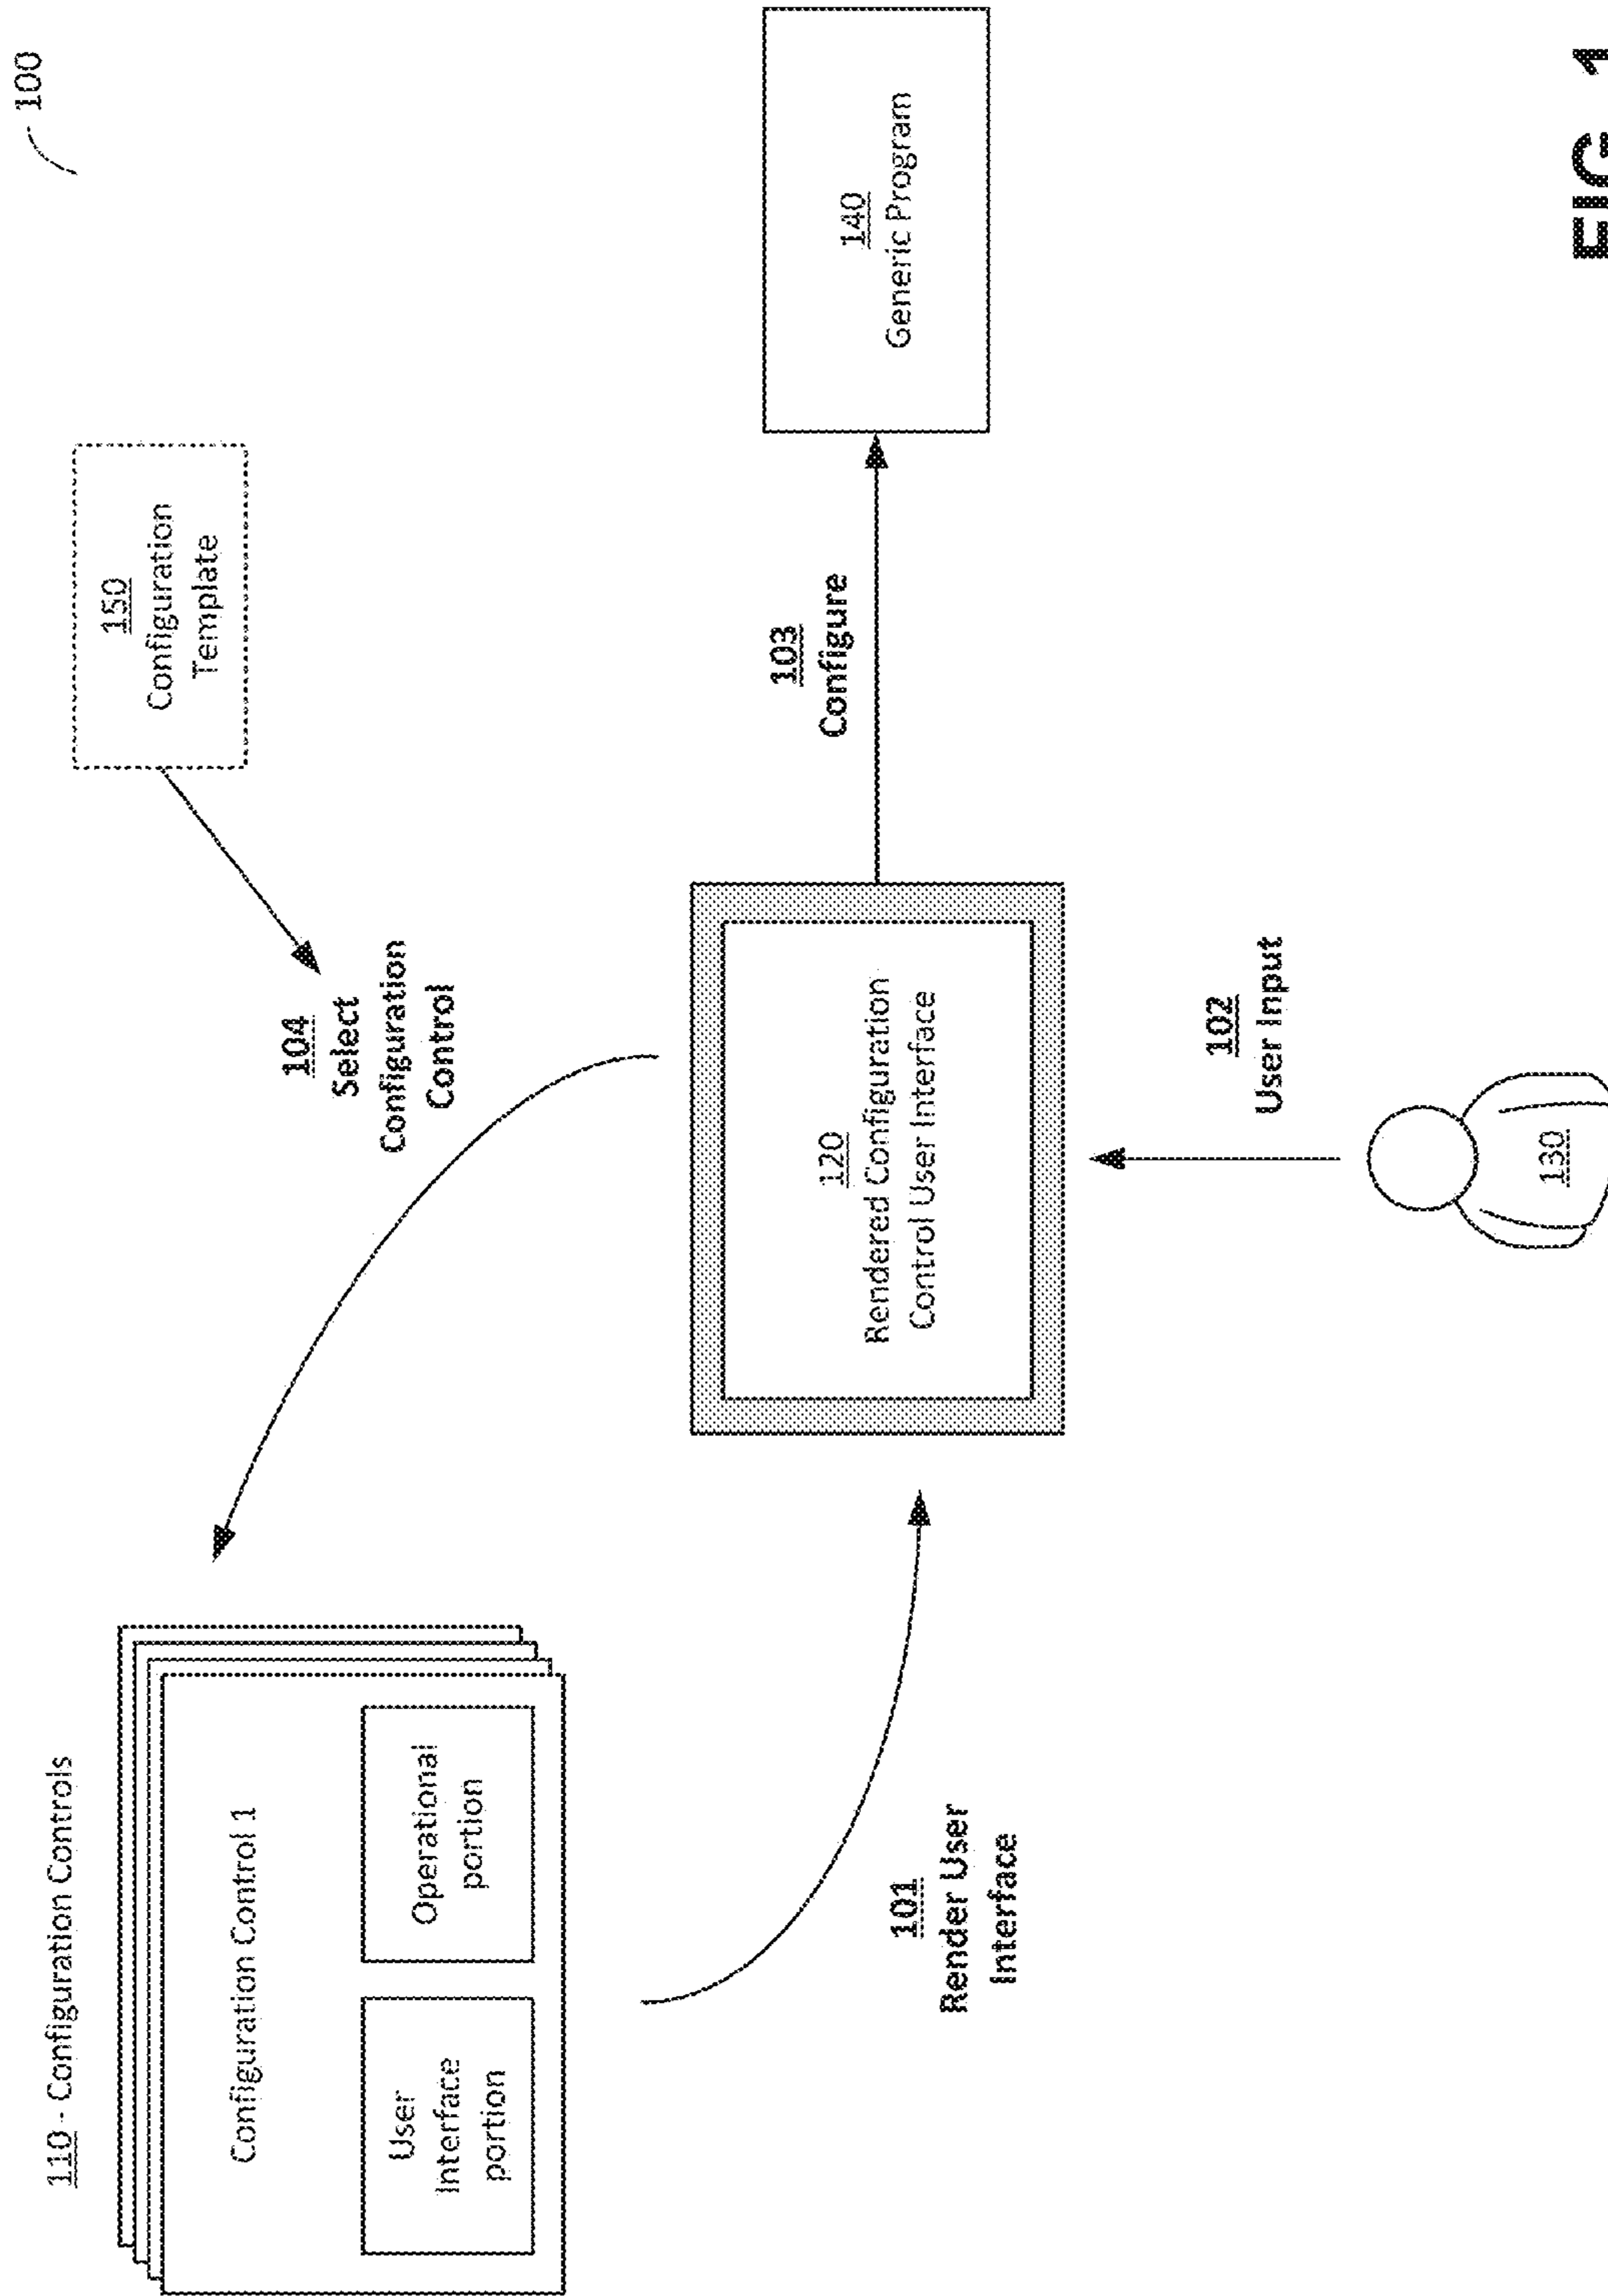 100
110 - Configuration Controls
Configuration Control 1
User
Interface
portion
Operational
portion
150
Configuration
Template
104
Select
Configuration
Control
101
Render User
Interface
120
Rendered Configuration
Control User Interface
103
Configure
140
Generic Program
102
User Input
130
FIG. 1